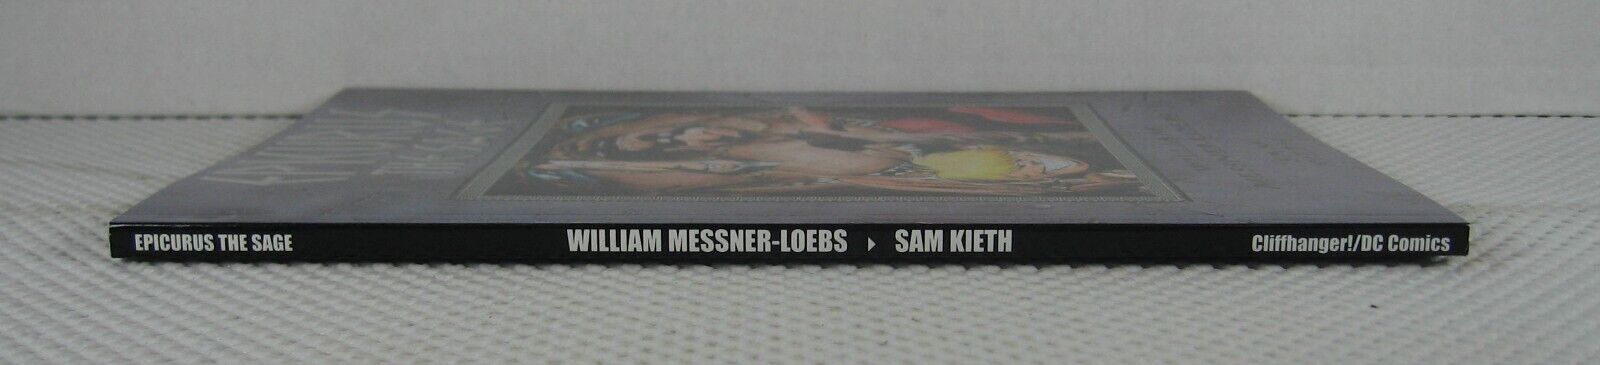 EPICURUS THE SAGE
WILLIAM MESSNER-LOEBS ▸ SAM KIETH
Cliffhanger!/DC Comics